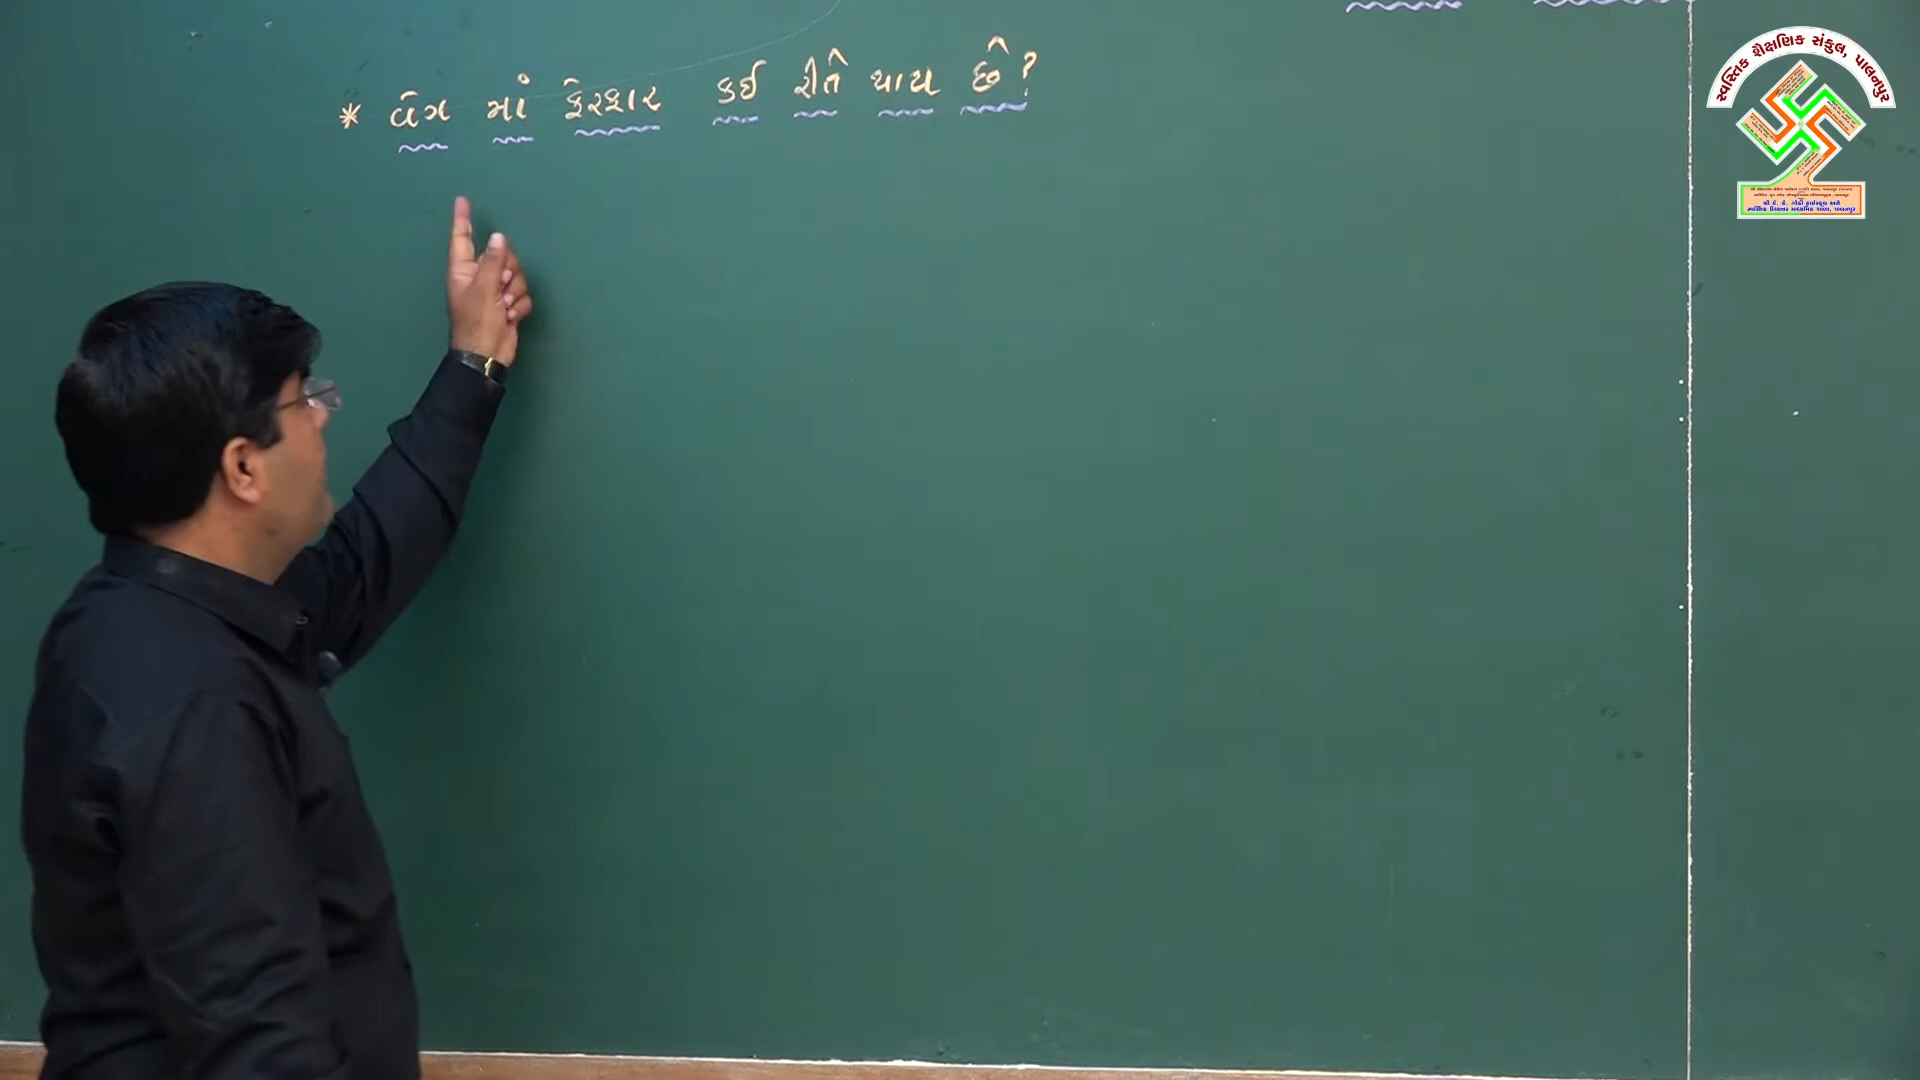 * વેગ માં ફેરફાર કઈ રીતે થાય છે?
સ્વસ્તિક શૈક્ષણિક સંકુલ, પાલનપુર